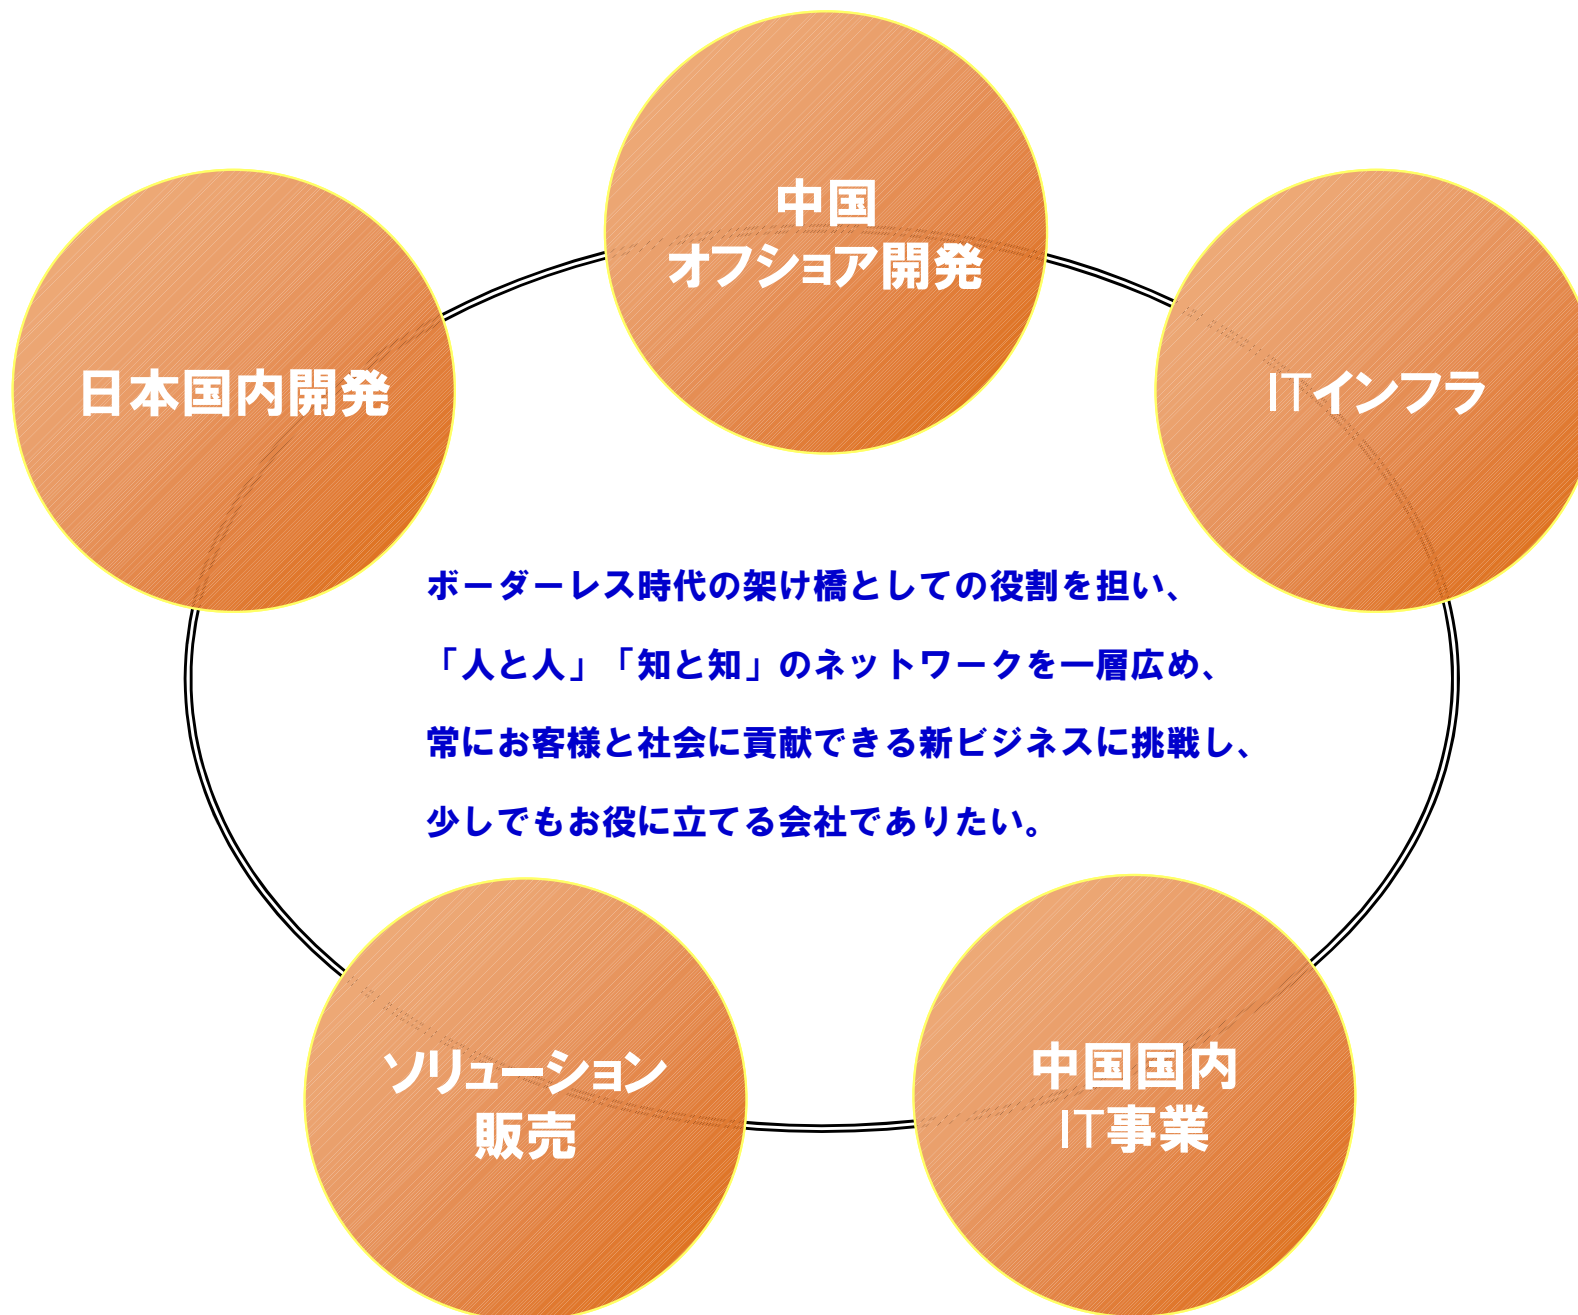 中国
オフショア開発
日本国内開発
ITインフラ
ボーダーレス時代の架け橋としての役割を担い、
「人と人」「知と知」のネットワークを一層広め、
常にお客様と社会に貢献できる新ビジネスに挑戦し、
少しでもお役に立てる会社でありたい。
ソリューション
販売
中国国内
IT事業